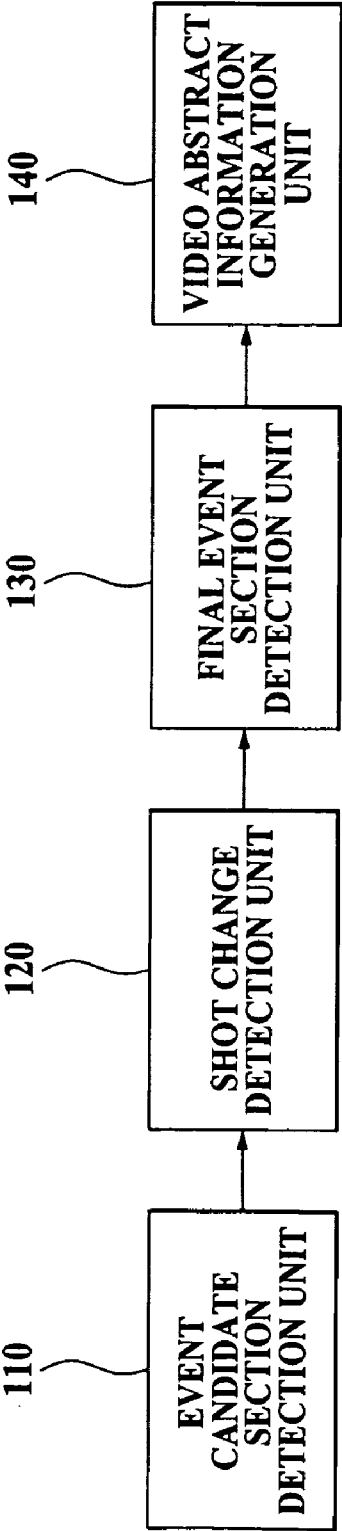 110
EVENT
CANDIDATE
SECTION
DETECTION UNIT
120
SHOT CHANGE
DETECTION UNIT
130
FINAL EVENT
SECTION
DETECTION UNIT
140
VIDEO ABSTRACT
INFORMATION
GENERATION
UNIT